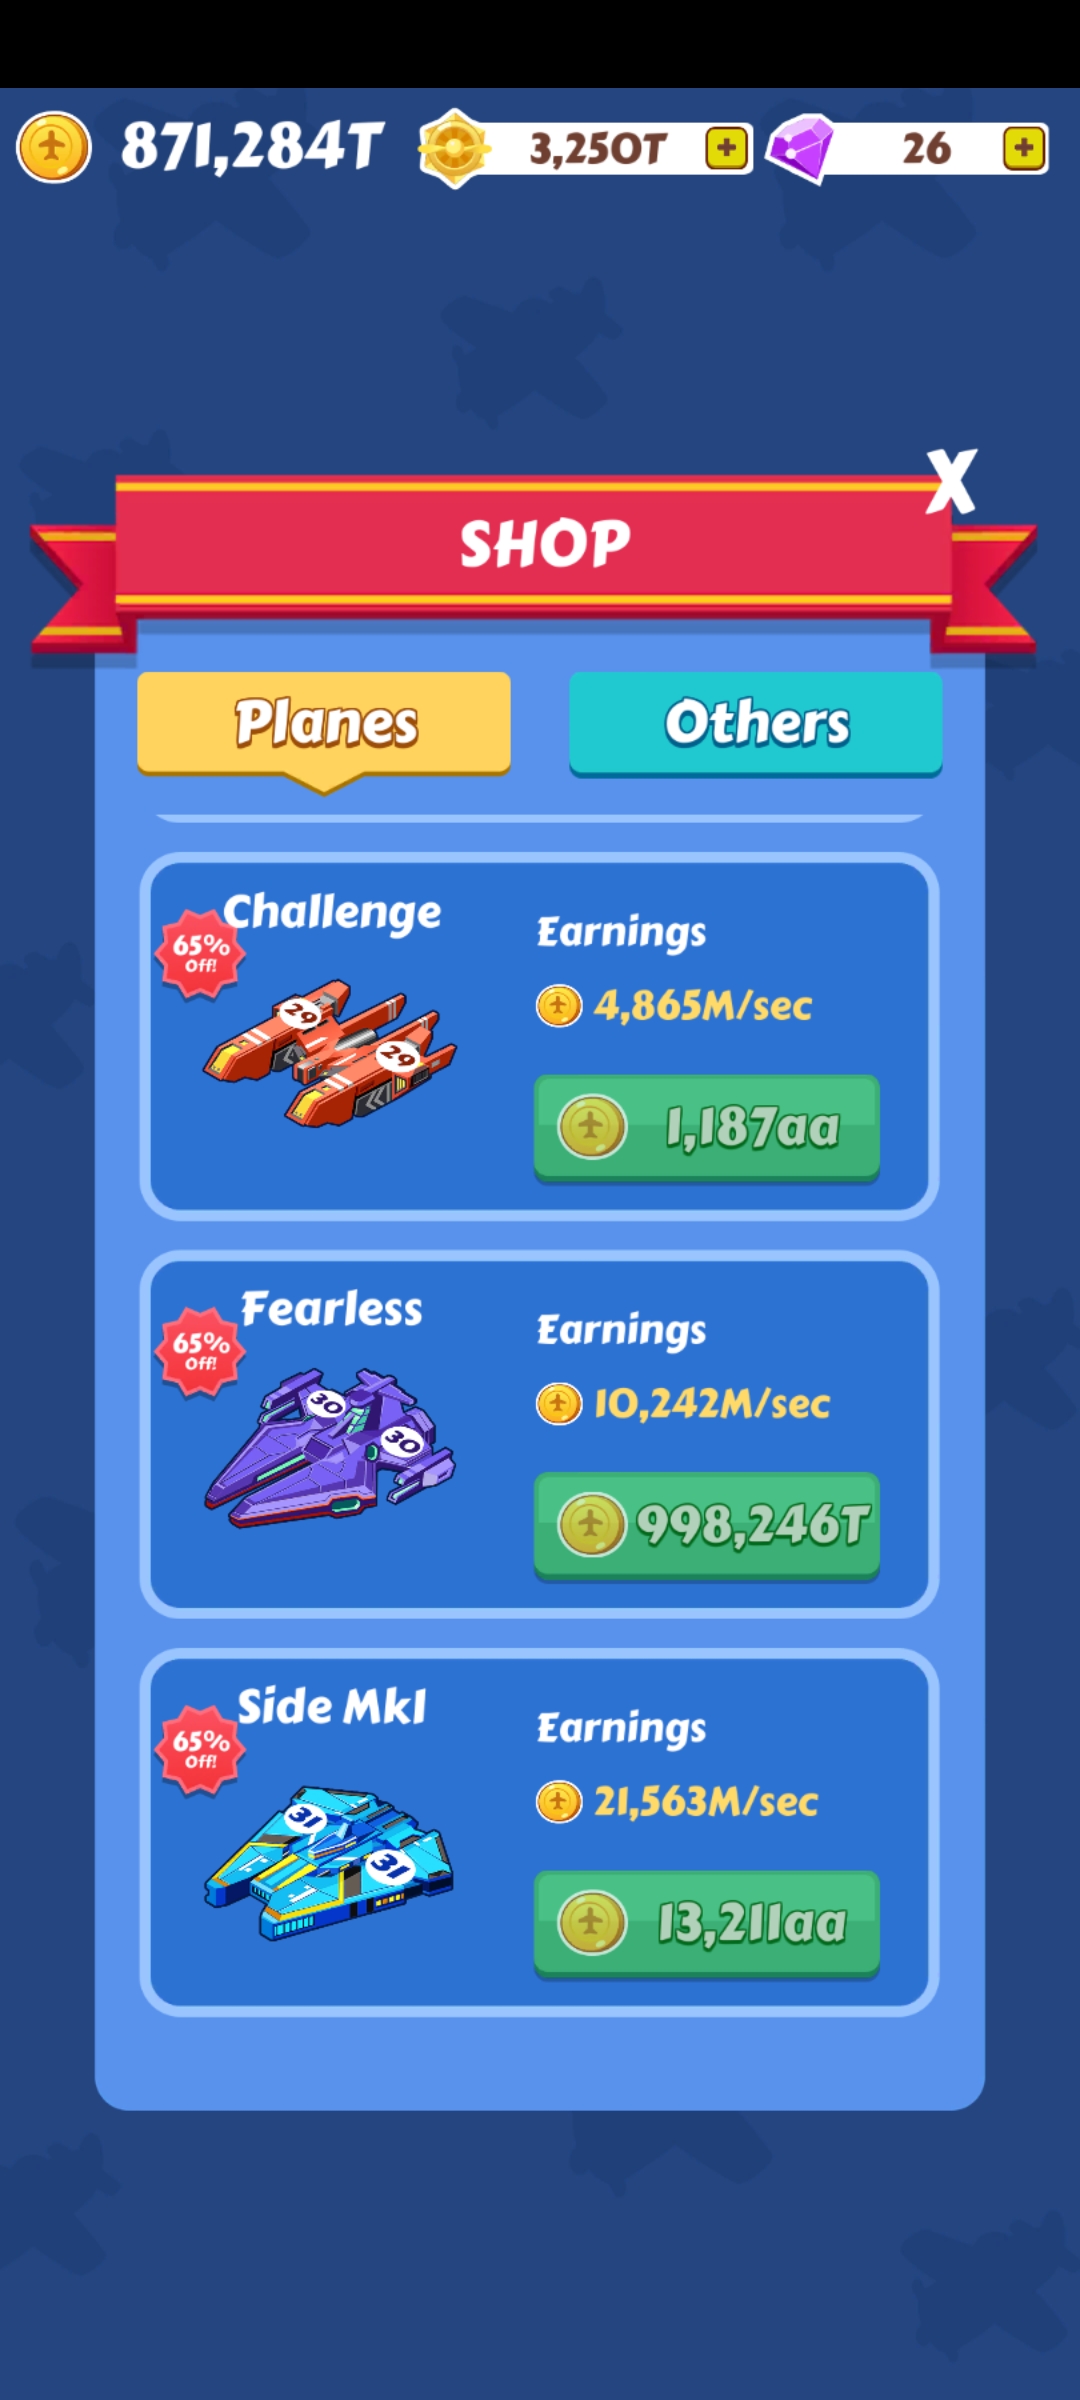 871,284T 3,250T + 26 +
X
SHOP
Planes Others
Challenge
65%
Off!
29
29
Earnings
4,865M/sec
1,187aa
Fearless
65%
Off!
30
30
Earnings
10,242M/sec
998,246T
Side Mk1
65%
Off!
31
31
Earnings
21,563M/sec
13,211aa